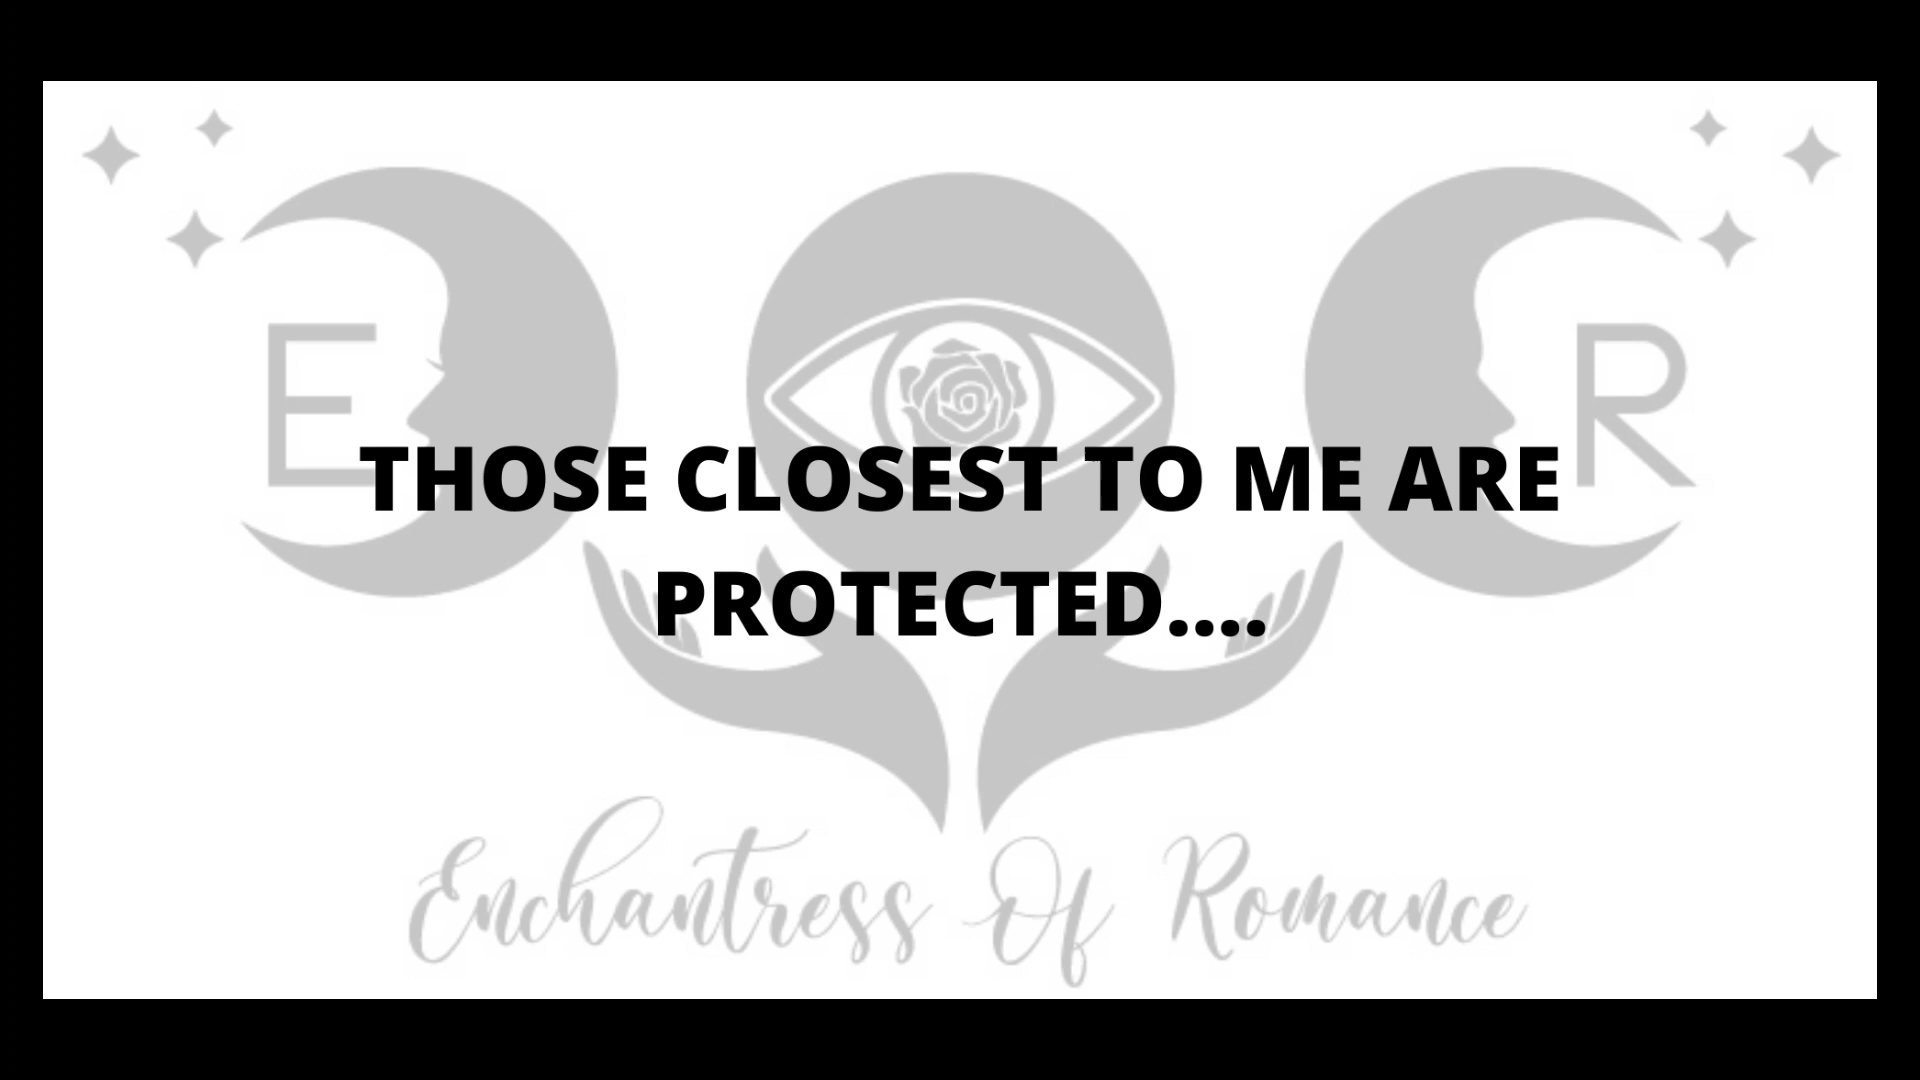 E
R
THOSE CLOSEST TO ME ARE
PROTECTED....
Enchantress Of Romance